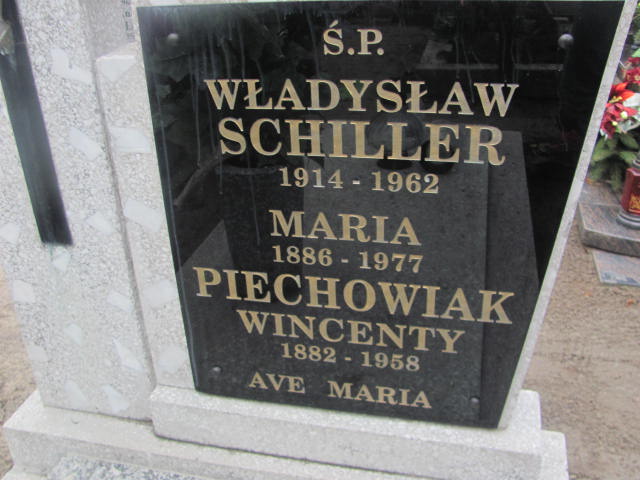 Ś.P.
WŁADYSŁAW
SCHILLER
1914 - 1962
MARIA
1886 - 1977
PIECHOWIAK
WINCENTY
1882 - 1958
AVE MARIA